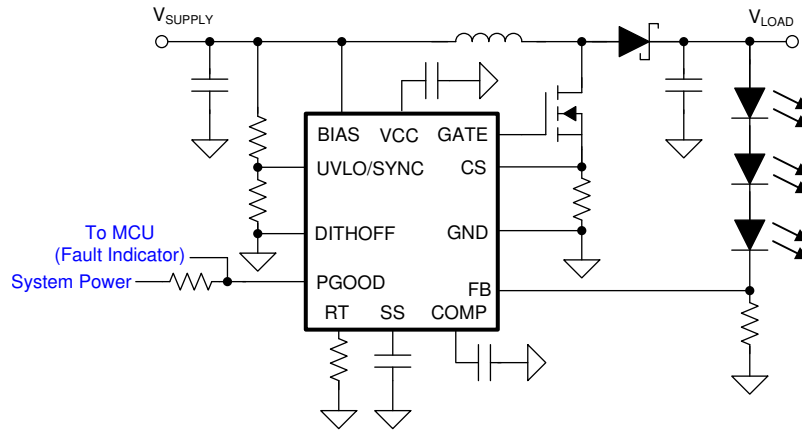 VSUPPLY
VLOAD
BIAS
VCC
GATE
UVLO/SYNC
CS
To MCU
(Fault Indicator)
DITHOFF
GND
System Power
PGOOD
FB
RT
SS
COMP